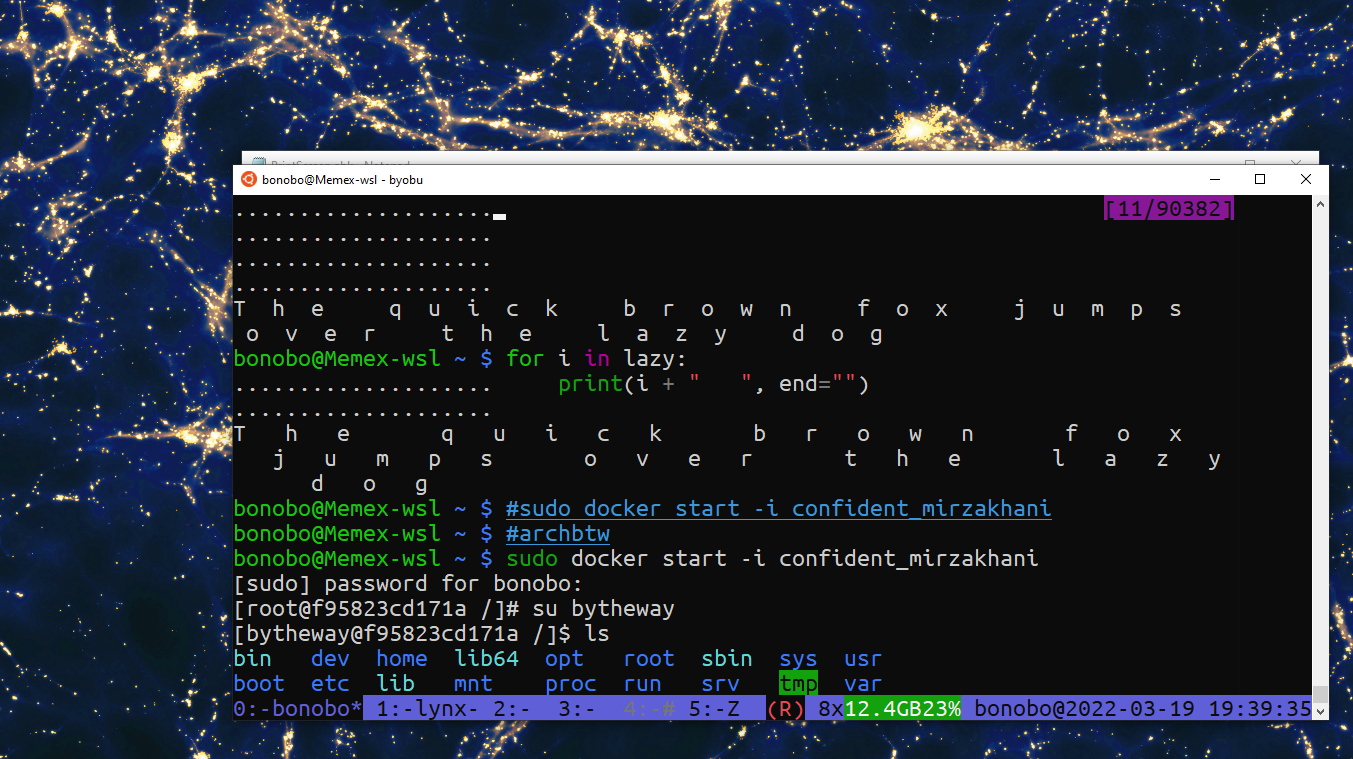 bonobo@Memex-wsl - byobu
....................
[11/90382]
....................
....................
....................
T  h  e     q  u  i  c  k     b  r  o  w  n     f  o  x     j  u  m  p  s
 o  v  e  r     t  h  e     l  a  z  y     d  o  g
bonobo@Memex-wsl ~ $ for i in lazy:
....................     print(i + "   ", end="")
....................
T   h   e       q   u   i   c   k       b   r   o   w   n       f   o   x
   j   u   m   p   s       o   v   e   r       t   h   e       l   a   z   y
      d   o   g
bonobo@Memex-wsl ~ $ #sudo docker start -i confident_mirzakhani
bonobo@Memex-wsl ~ $ #archbtw
bonobo@Memex-wsl ~ $ sudo docker start -i confident_mirzakhani
[sudo] password for bonobo:
[root@f95823cd171a /]# su bytheway
[bytheway@f95823cd171a /]$ ls
bin   dev  home  lib64  opt   root  sbin  sys  usr
boot  etc  lib   mnt    proc  run   srv   tmp  var
0:-bonobo* 1:-lynx- 2:-  3:-  4:-# 5:-Z  (R) 8x12.4GB23% bonobo@2022-03-19 19:39:35